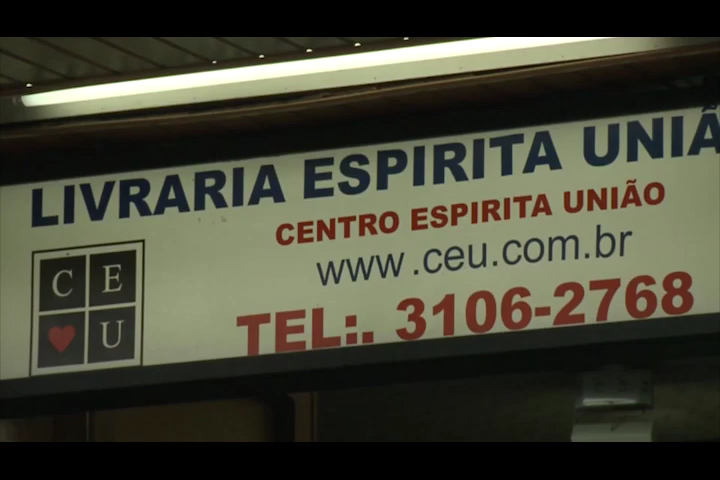 LIVRARIA ESPIRITA UNIÃ
CENTRO ESPIRITA UNIÃO
www.ceu.com.br
TEL:. 3106-2768
C E
U